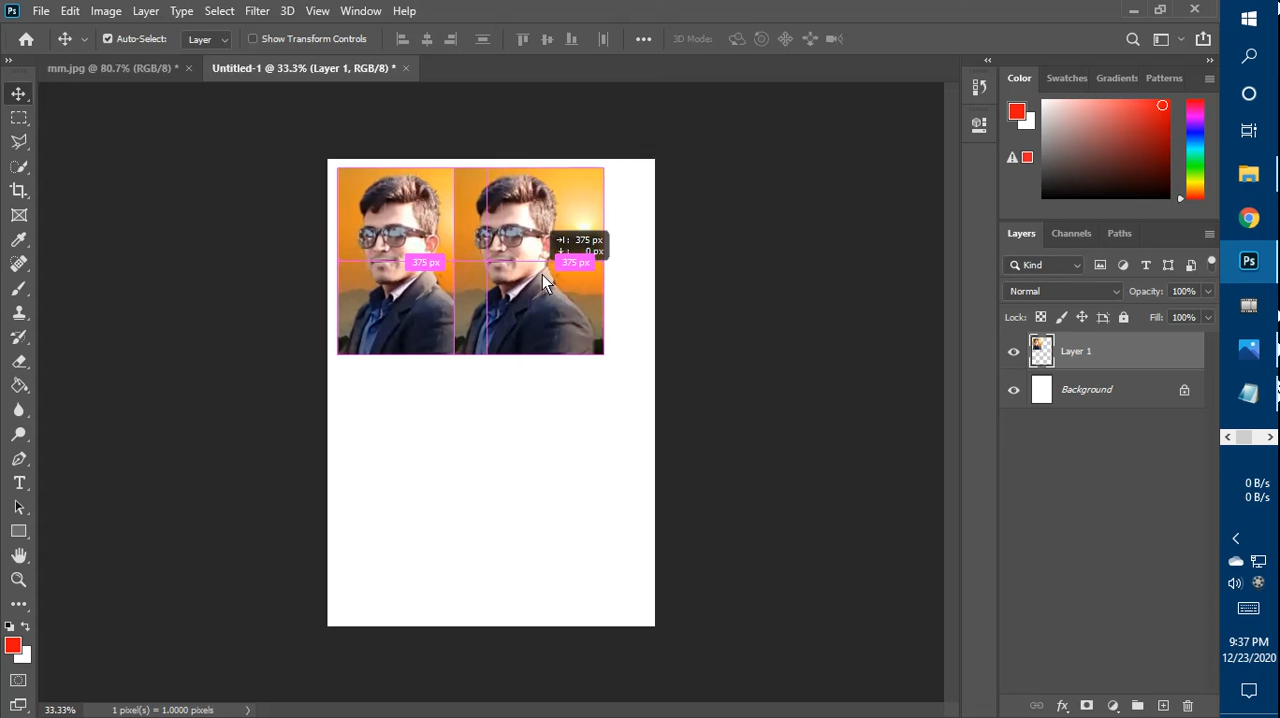 Ps File Edit Image Layer Type Select Filter 3D View Window Help
Auto-Select: Layer Show Transform Controls 3D Mode:
mm.jpg @ 80.7% (RGB/8) * × Untitled-1 @ 33.3% (Layer 1, RGB/8) * ×
Color Swatches Gradients Patterns
Layers Channels Paths
Kind
Normal Opacity: 100%
Lock: Fill: 100%
Layer 1
Background
375 px
0 px
375 px 375 px
Ps
0 B/s
0 B/s
9:37 PM
12/23/2020
33.33% 1 pixel(s) = 1.0000 pixels